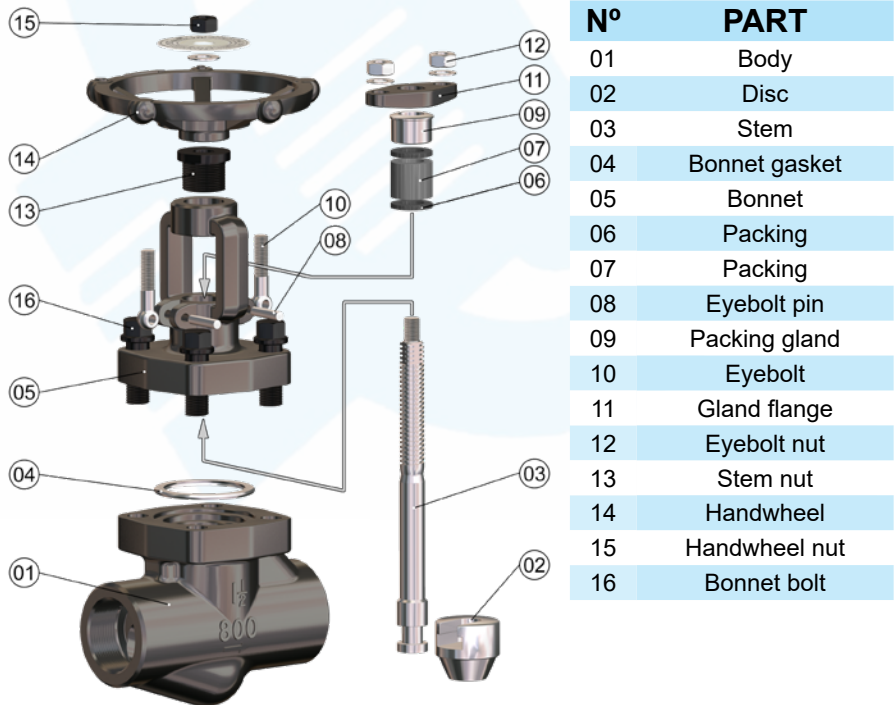 15
14
13
16
05
04
01
10
08
12
11
09
07
06
03
02
1 1/2
800
Nº PART
01 Body
02 Disc
03 Stem
04 Bonnet gasket
05 Bonnet
06 Packing
07 Packing
08 Eyebolt pin
09 Packing gland
10 Eyebolt
11 Gland flange
12 Eyebolt nut
13 Stem nut
14 Handwheel
15 Handwheel nut
16 Bonnet bolt